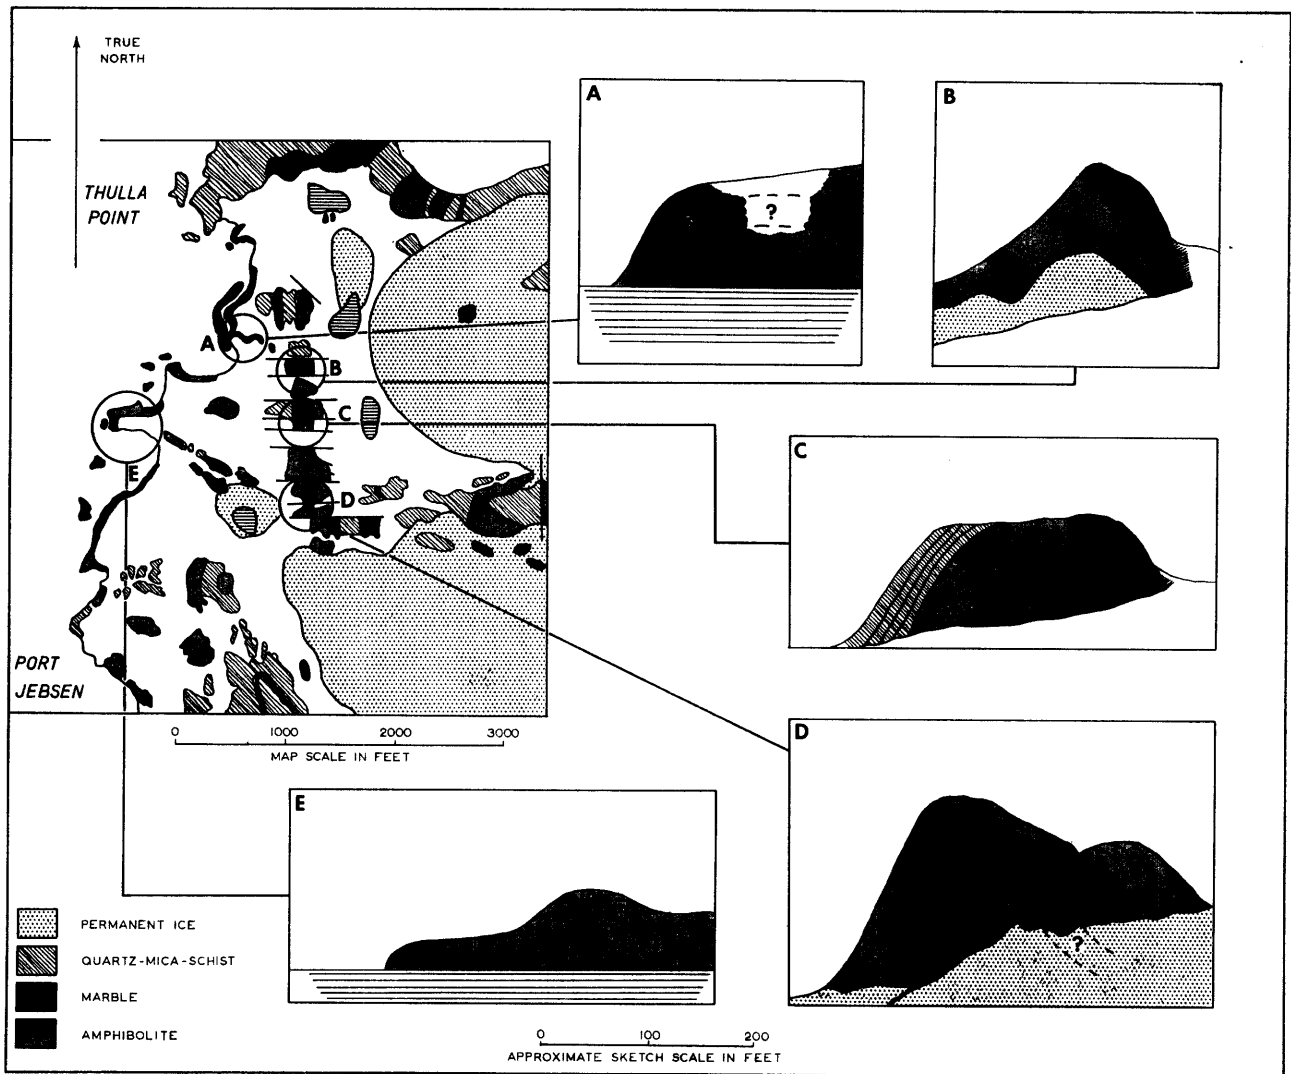 TRUE
NORTH
THULLA
POINT
A
B
C
D
E
PORT
JEBSEN
0 1000 2000 3000
MAP SCALE IN FEET
A
?
B
C
D
?
E
PERMANENT ICE
QUARTZ-MICA-SCHIST
MARBLE
AMPHIBOLITE
0 100 200
APPROXIMATE SKETCH SCALE IN FEET